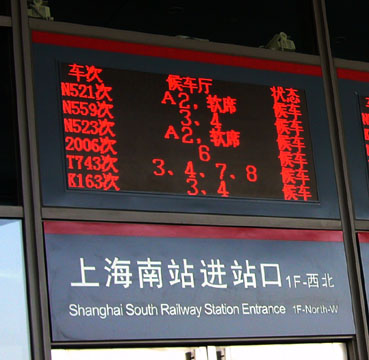 车次 候车厅 状态
N521次 A2，软席 候车
N559次 3、4 候车
N523次 A2，软席 候车
2006次 6 候车
T743次 3、4、7、8 候车
K163次 3、4 候车
上海南站进站口 1F-西北
Shanghai South Railway Station Entrance 1F-North-W